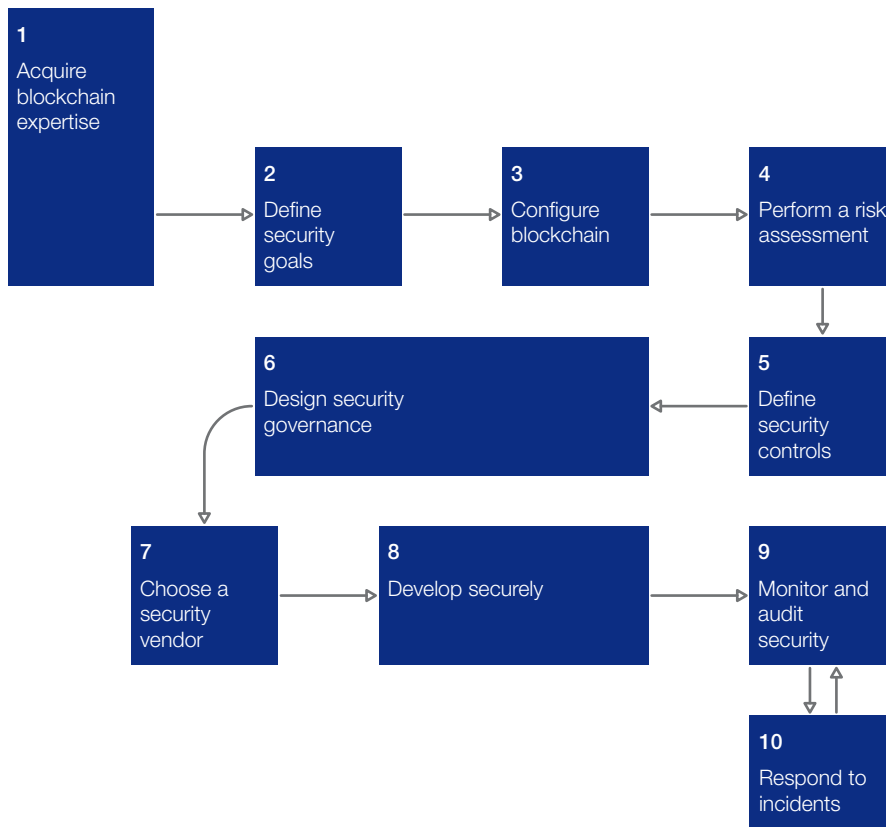 1
Acquire
blockchain
expertise
2
Define
security
goals
3
Configure
blockchain
4
Perform a risk
assessment
5
Define
security
controls
6
Design security
governance
7
Choose a
security
vendor
8
Develop securely
9
Monitor and
audit
security
10
Respond to
incidents